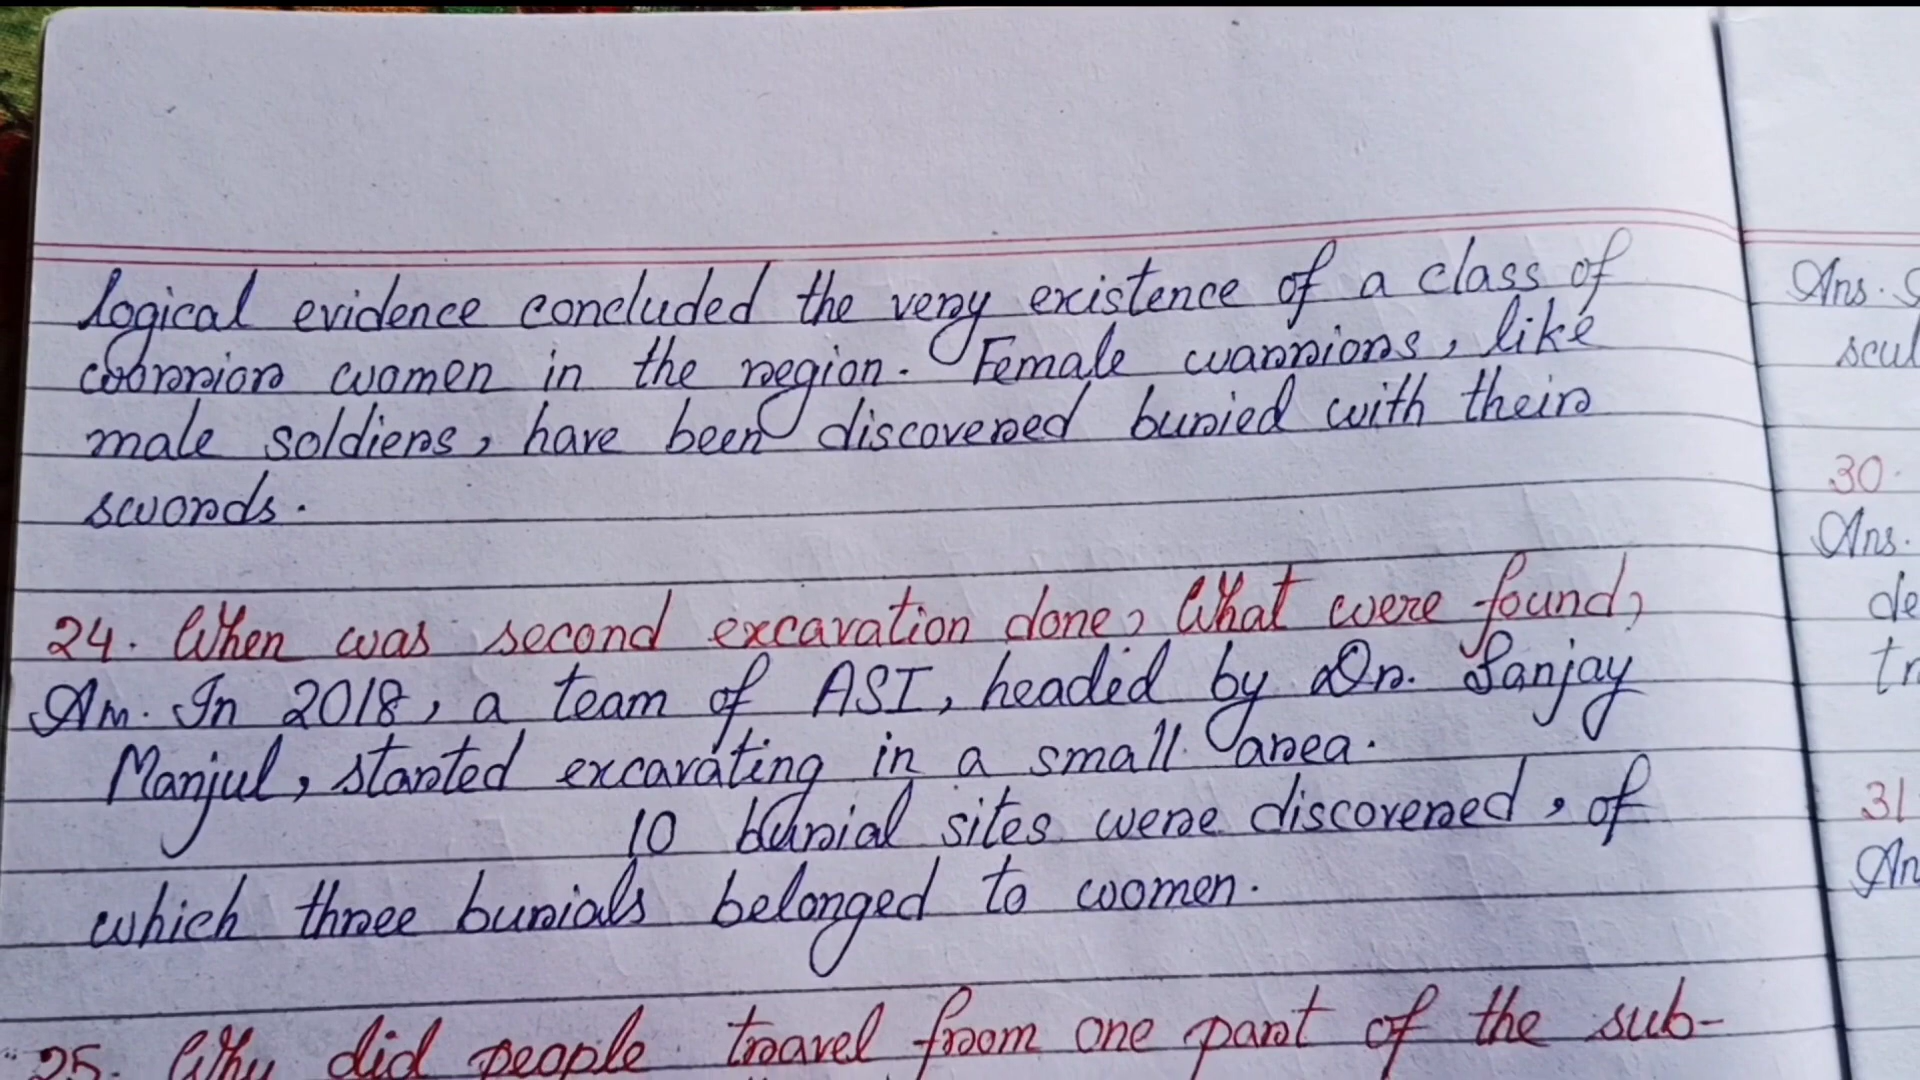 logical evidence concluded the very existence of a class of
warrior women in the region. Female warriors, like
male soldiers, have been discovered buried with their
swords.
24. When was second excavation done, What were found,
Ans. In 2018, a team of ASI, headed by Dr. Sanjay
Manjul, started excavating in a small area.
10 burial sites were discovered, of
which three burials belonged to women.
25. Why did people travel from one part of the sub-
Ans.
scul
30.
Ans.
de
31
An